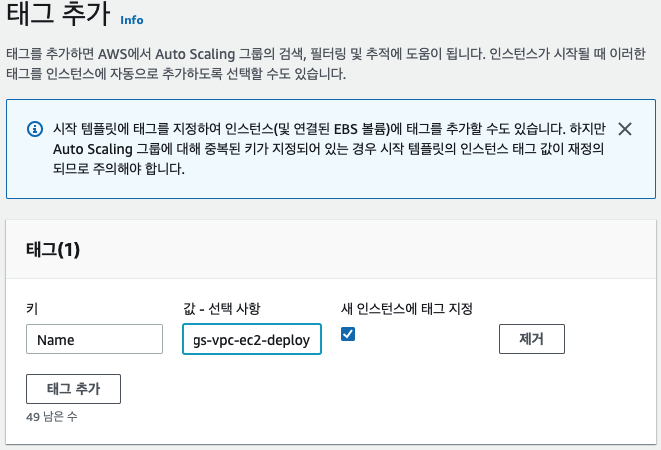 태그 추가 Info
태그를 추가하면 AWS에서 Auto Scaling 그룹의 검색, 필터링 및 추적에 도움이 됩니다. 인스턴스가 시작될 때 이러한
태그를 인스턴스에 자동으로 추가하도록 선택할 수도 있습니다.
시작 템플릿에 태그를 지정하여 인스턴스(및 연결된 EBS 볼륨)에 태그를 추가할 수도 있습니다. 하지만
Auto Scaling 그룹에 대해 중복된 키가 지정되어 있는 경우 시작 템플릿의 인스턴스 태그 값이 재정의
되므로 주의해야 합니다.
태그(1)
키 값 - 선택 사항 새 인스턴스에 태그 지정
Name gs-vpc-ec2-deploy 제거
태그 추가
49 남은 수